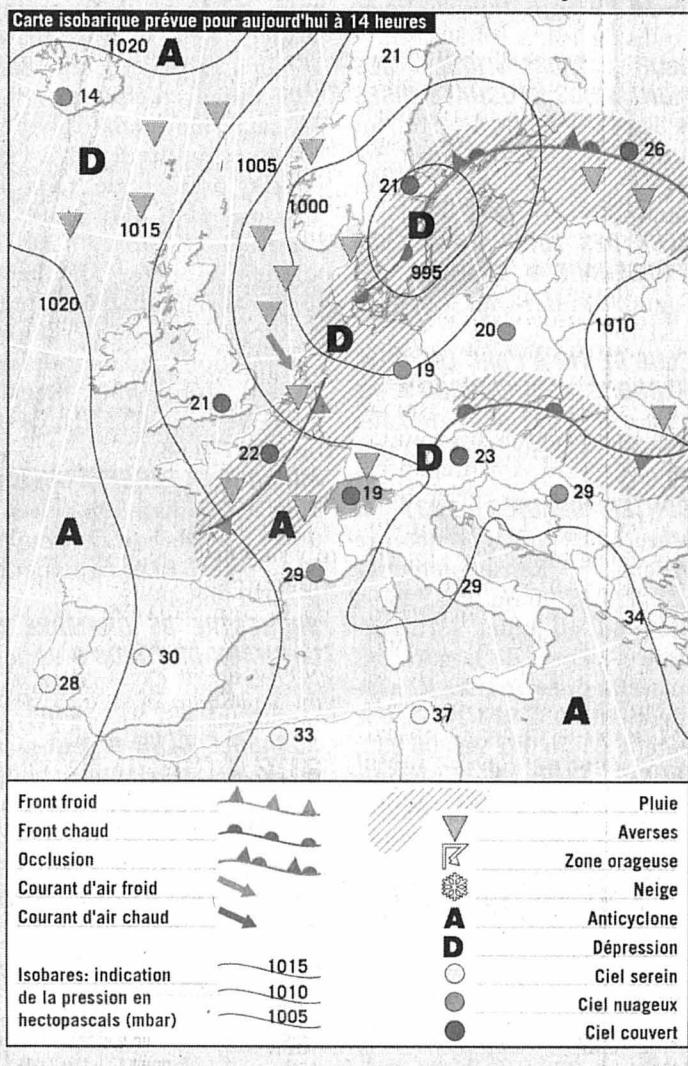 Carte isobarique prévue pour aujourd'hui à 14 heures
1020
A
21
14
D
1005
26
21
1000
1015
D
995
1020
1010
20
D
19
21
22
D
23
19
29
A
A
29
29
34
30
28
37
A
33
Front froid
Front chaud
Occlusion
Courant d'air froid
Courant d'air chaud
Isobares: indication
de la pression en
hectopascals (mbar)
1015
1010
1005
Pluie
Averses
Zone orageuse
Neige
A Anticyclone
D Dépression
Ciel serein
Ciel nuageux
Ciel couvert